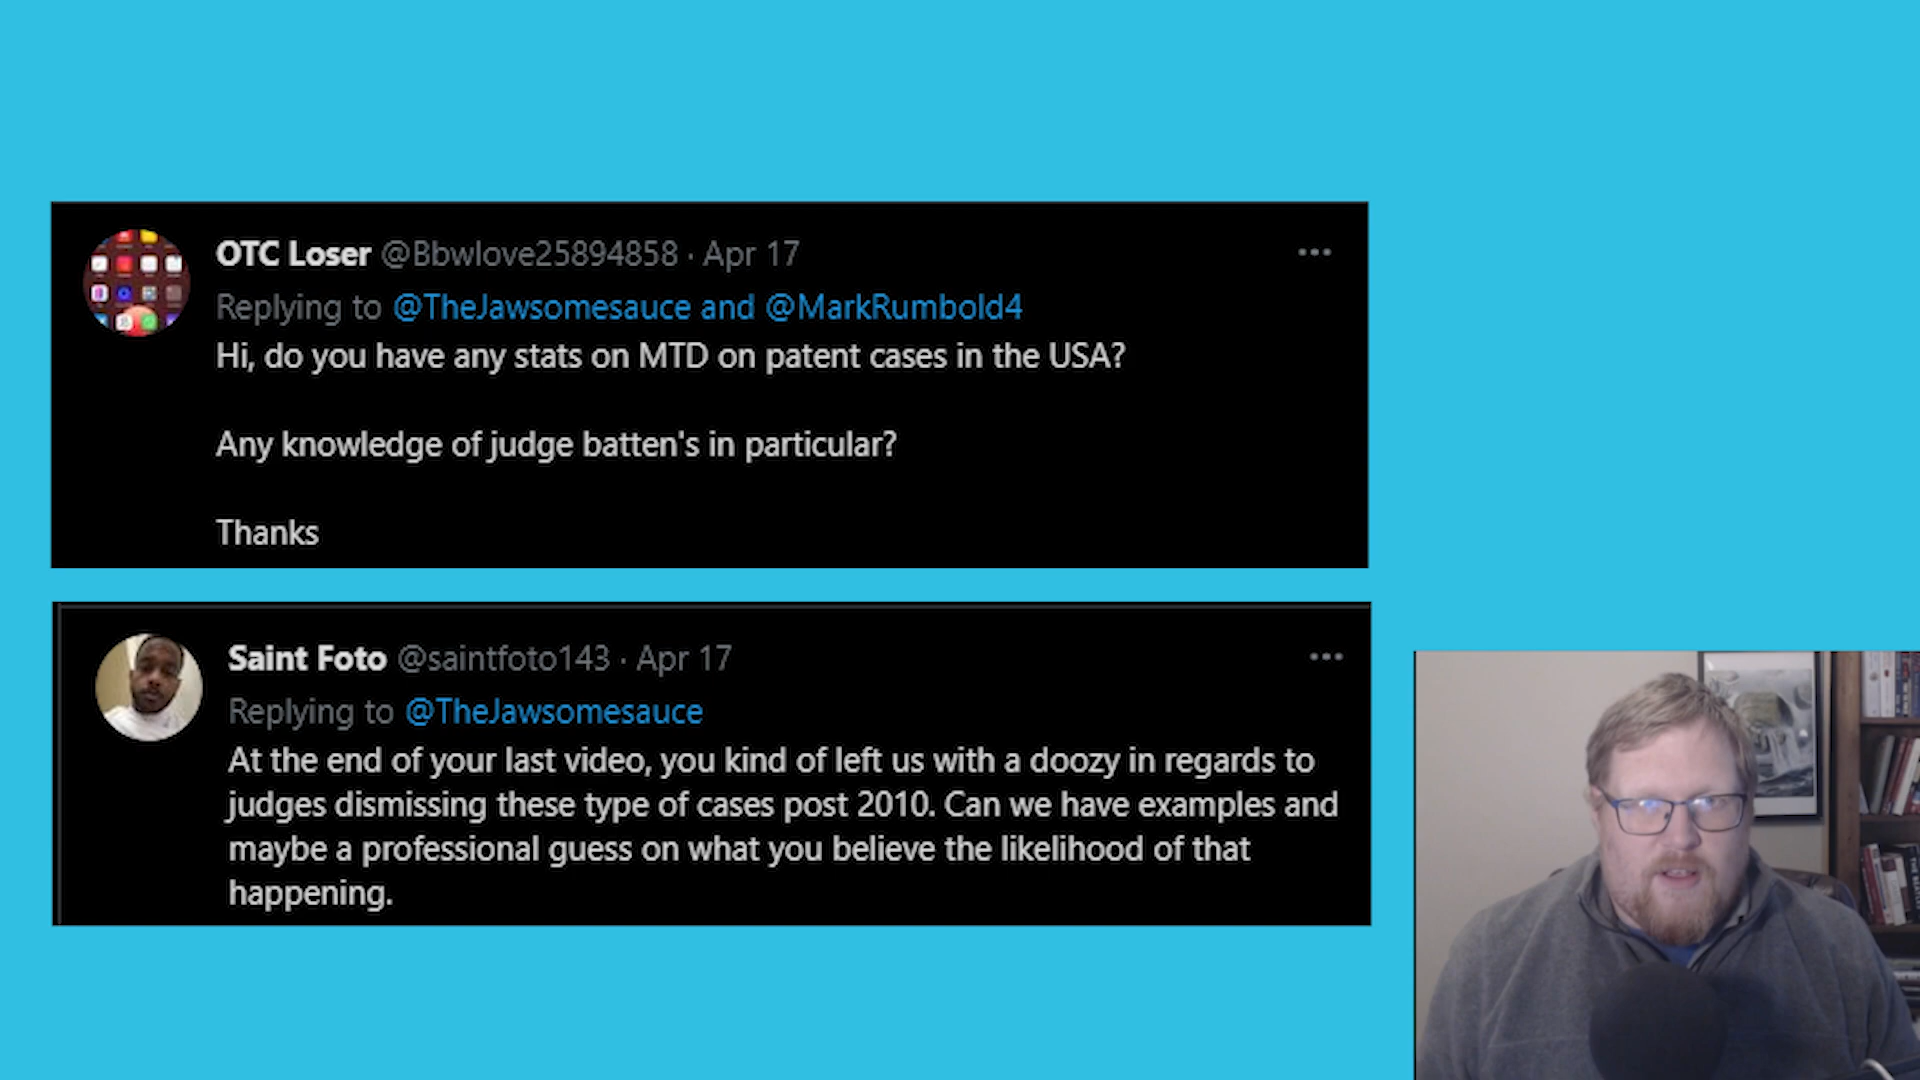 OTC Loser @Bbwlove25894858 · Apr 17
Replying to @TheJawsomesauce and @MarkRumbold4
Hi, do you have any stats on MTD on patent cases in the USA?
Any knowledge of judge batten's in particular?
Thanks
Saint Foto @saintfoto143 · Apr 17
Replying to @TheJawsomesauce
At the end of your last video, you kind of left us with a doozy in regards to
judges dismissing these type of cases post 2010. Can we have examples and
maybe a professional guess on what you believe the likelihood of that
happening.